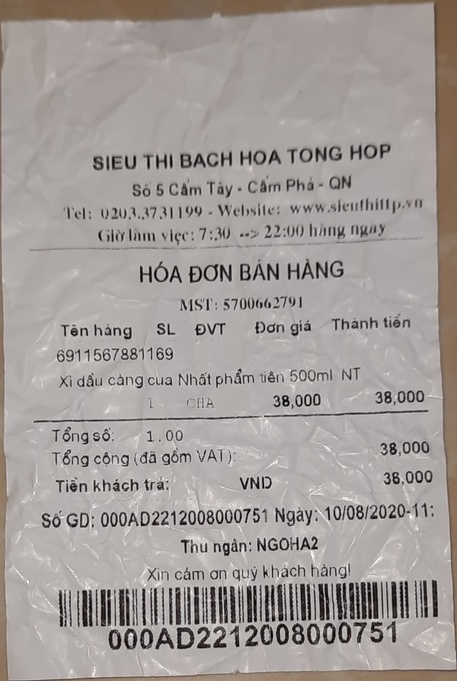 SIEU THI BACH HOA TONG HOP
Số 5 Cẩm Tây - Cẩm Phả - QN
Tel: 0203.3731199 - Website: www.sieuthittp.vn
Giờ làm việc: 7:30 --> 22:00 hàng ngày
HÓA ĐƠN BÁN HÀNG
MST: 5700662791
Tên hàng SL ĐVT Đơn giá Thành tiền
6911567881169
Xì dầu càng cua Nhất phẩm tiên 500ml NT
1 CHA 38,000 38,000
Tổng số: 1.00
Tổng cộng (đã gồm VAT): 38,000
Tiền khách trả: VND 38,000
Số GD: 000AD2212008000751 Ngày: 10/08/2020-11:
Thu ngân: NGOHA2
Xin cảm ơn quý khách hàng!
000AD2212008000751